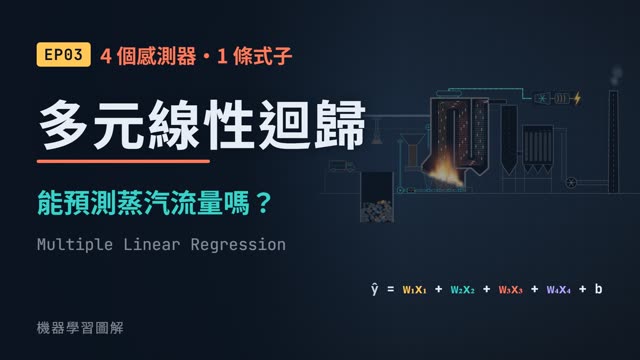 EP03 4 個感測器・1 條式子
多元線性迴歸
能預測蒸汽流量嗎？
Multiple Linear Regression
ŷ = w₁x₁ + w₂x₂ + w₃x₃ + w₄x₄ + b
機器學習圖解